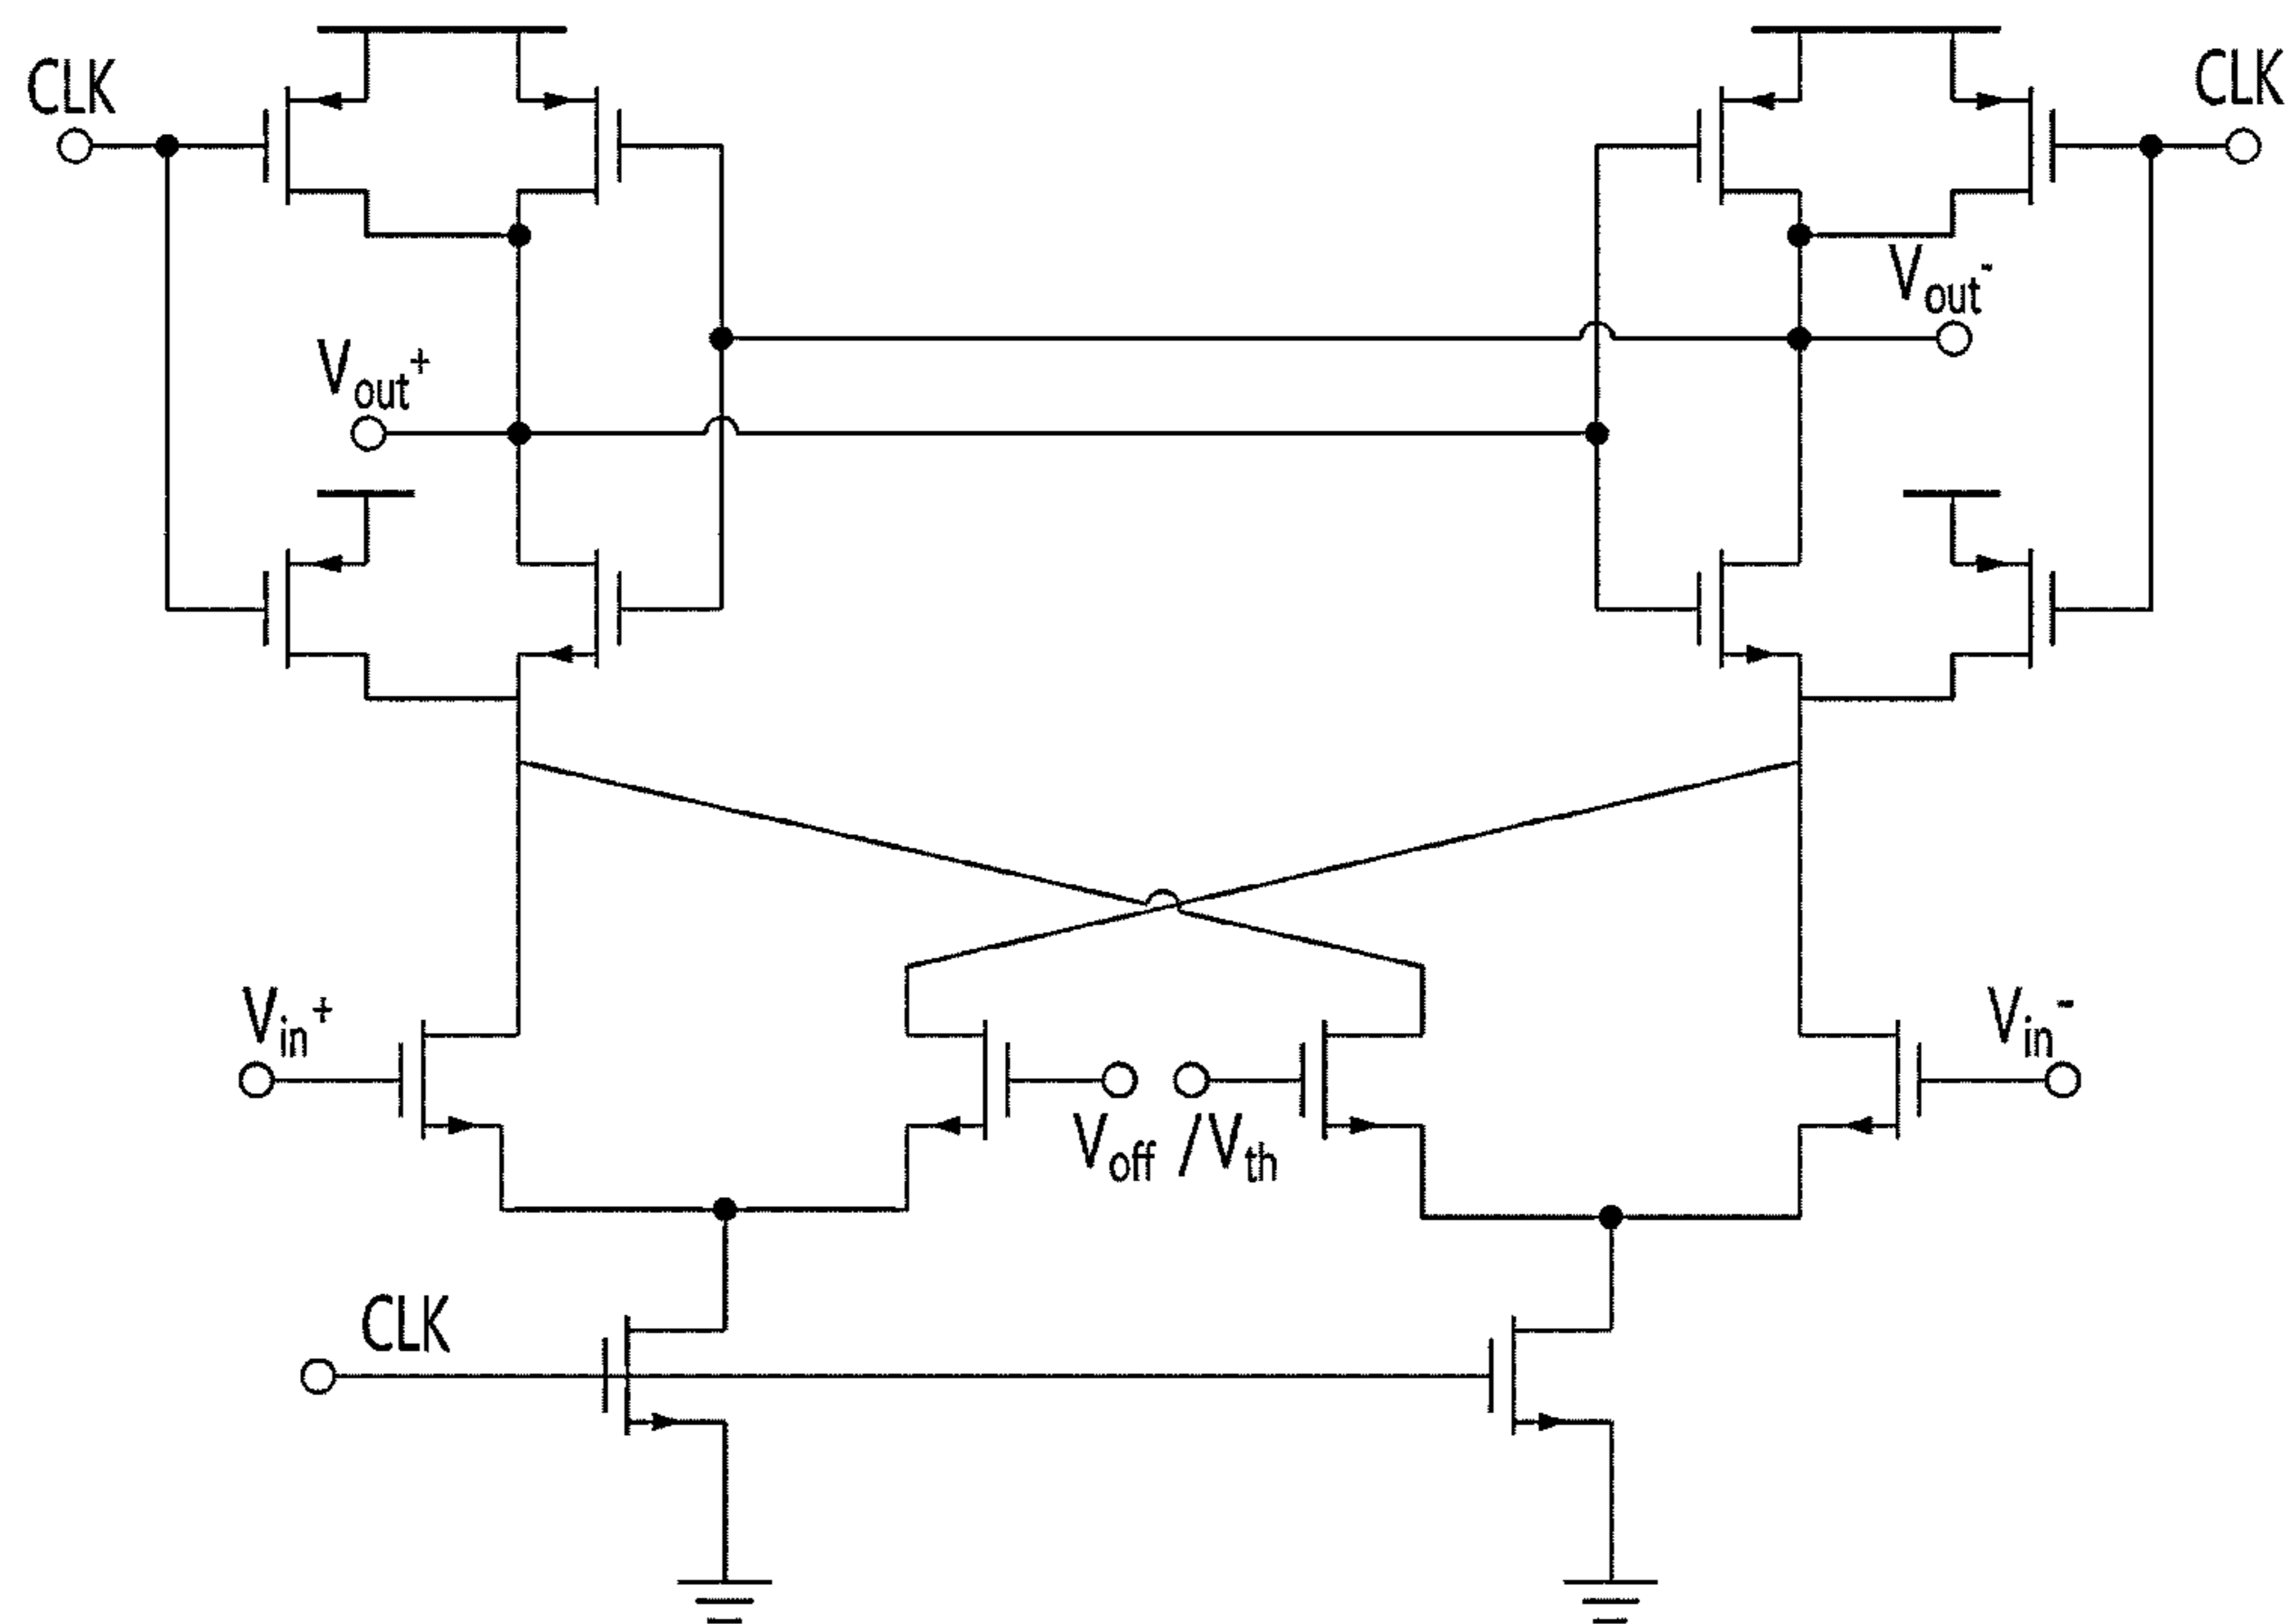 CLK
CLK
Vout-
Vout+
Vin+
Vin-
Voff /Vth
CLK